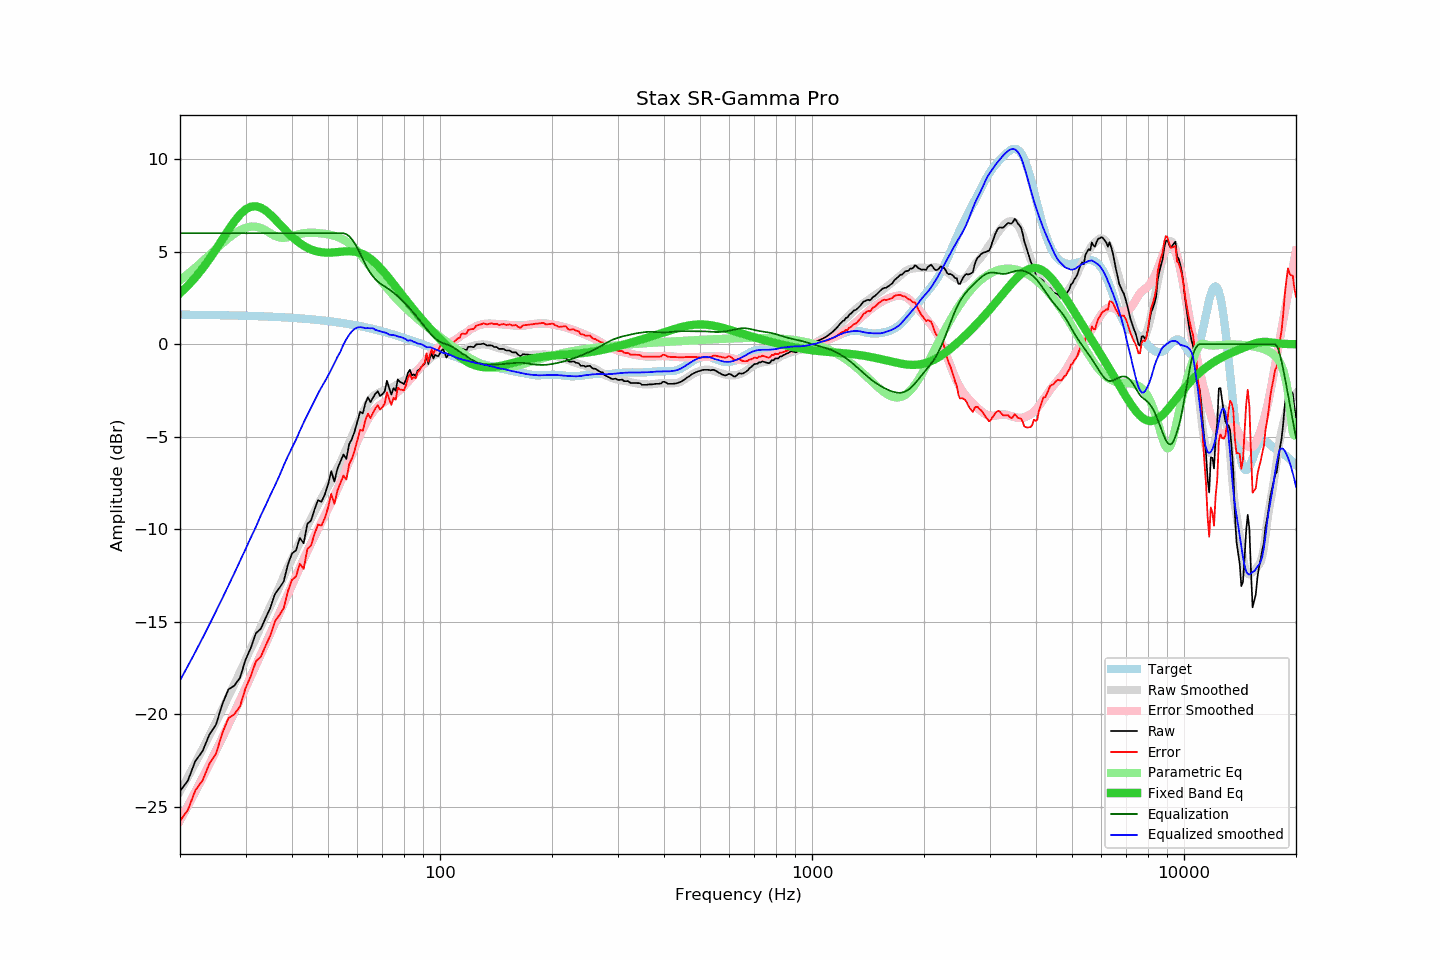 Stax SR-Gamma Pro
Amplitude (dBr)
10
5
0
−5
−10
−15
−20
−25
100
1000
10000
Frequency (Hz)
Target
Raw Smoothed
Error Smoothed
Raw
Error
Parametric Eq
Fixed Band Eq
Equalization
Equalized smoothed